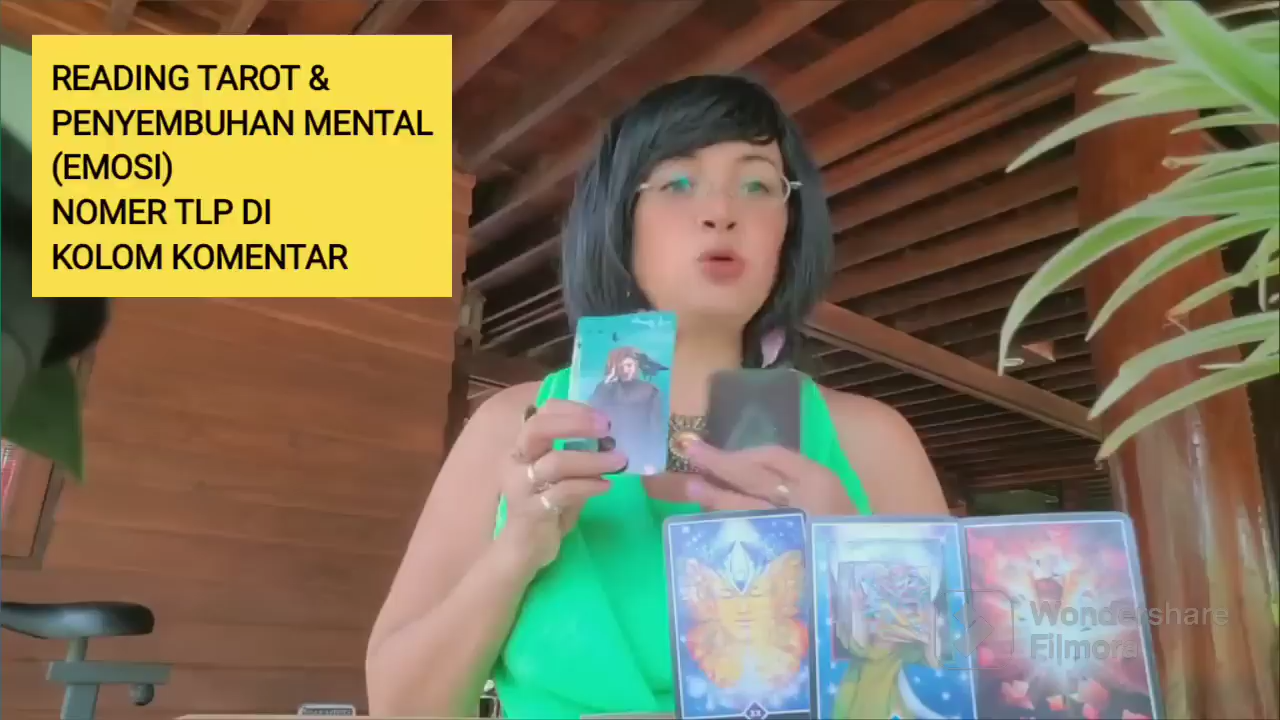 READING TAROT &
PENYEMBUHAN MENTAL
(EMOSI)
NOMER TLP DI
KOLOM KOMENTAR
Wondershare
Filmora